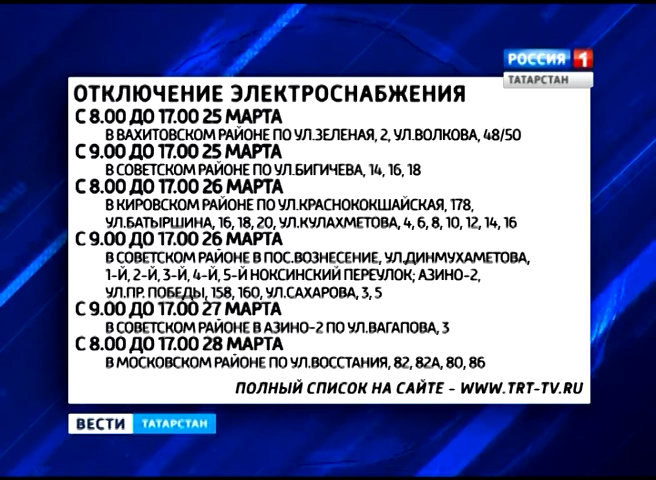 РОССИЯ 1
ТАТАРСТАН
ОТКЛЮЧЕНИЕ ЭЛЕКТРОСНАБЖЕНИЯ
С 8.00 ДО 17.00 25 МАРТА
В ВАХИТОВСКОМ РАЙОНЕ ПО УЛ.ЗЕЛЕНАЯ, 2, УЛ.ВОЛКОВА, 48/50
С 9.00 ДО 17.00 25 МАРТА
В СОВЕТСКОМ РАЙОНЕ ПО УЛ.БИГИЧЕВА, 14, 16, 18
С 8.00 ДО 17.00 26 МАРТА
В КИРОВСКОМ РАЙОНЕ ПО УЛ.КРАСНОКОКШАЙСКАЯ, 178,
УЛ.БАТЫРШИНА, 16, 18, 20, УЛ.КУЛАХМЕТОВА, 4, 6, 8, 10, 12, 14, 16
С 9.00 ДО 17.00 26 МАРТА
В СОВЕТСКОМ РАЙОНЕ В ПОС.ВОЗНЕСЕНИЕ, УЛ.ДИНМУХАМЕТОВА,
1-Й, 2-Й, 3-Й, 4-Й, 5-Й НОКСИНСКИЙ ПЕРЕУЛОК; АЗИНО-2,
УЛ.ПР. ПОБЕДЫ, 158, 160, УЛ.САХАРОВА, 3, 5
С 9.00 ДО 17.00 27 МАРТА
В СОВЕТСКОМ РАЙОНЕ В АЗИНО-2 ПО УЛ.ВАГАПОВА, 3
С 8.00 ДО 17.00 28 МАРТА
В МОСКОВСКОМ РАЙОНЕ ПО УЛ.ВОССТАНИЯ, 82, 82А, 80, 86
ПОЛНЫЙ СПИСОК НА САЙТЕ - WWW.TRT-TV.RU
ВЕСТИ ТАТАРСТАН